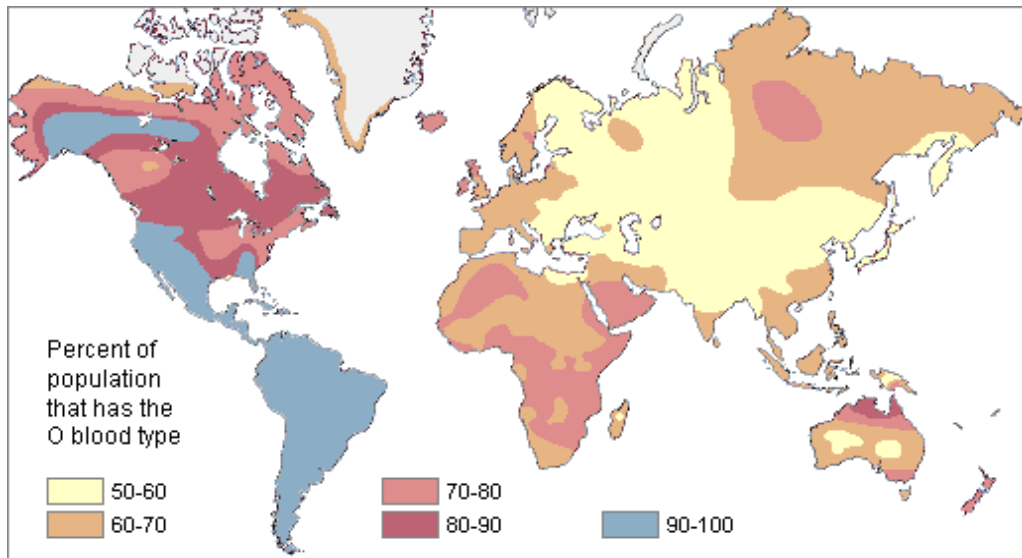 Percent of
population
that has the
O blood type
50-60
60-70
70-80
80-90
90-100